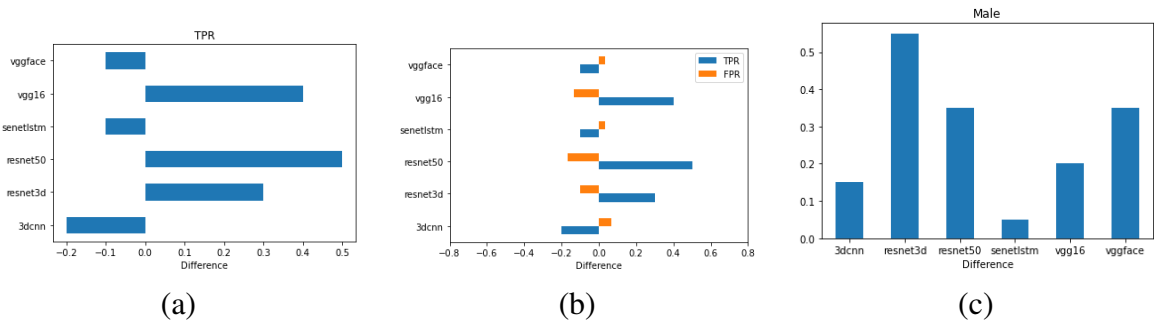 TPR
vggface
vgg16
senetlstm
resnet50
resnet3d
3dcnn
−0.2 −0.1 0.0 0.1 0.2 0.3 0.4 0.5
Difference
(a)
TPR
FPR
vggface
vgg16
senetlstm
resnet50
resnet3d
3dcnn
−0.8 −0.6 −0.4 −0.2 0.0 0.2 0.4 0.6 0.8
Difference
(b)
Male
0.5
0.4
0.3
0.2
0.1
0.0
3dcnn resnet3d resnet50 senetlstm vgg16 vggface
Difference
(c)